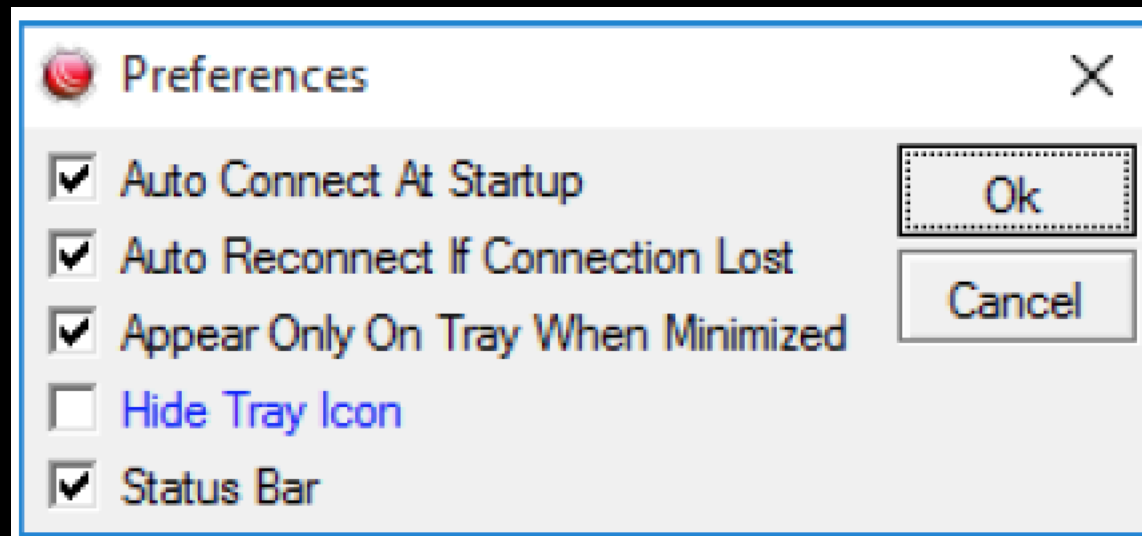 Preferences
Auto Connect At Startup
Ok
Auto Reconnect If Connection Lost
Cancel
Appear Only On Tray When Minimized
Hide Tray Icon
Status Bar